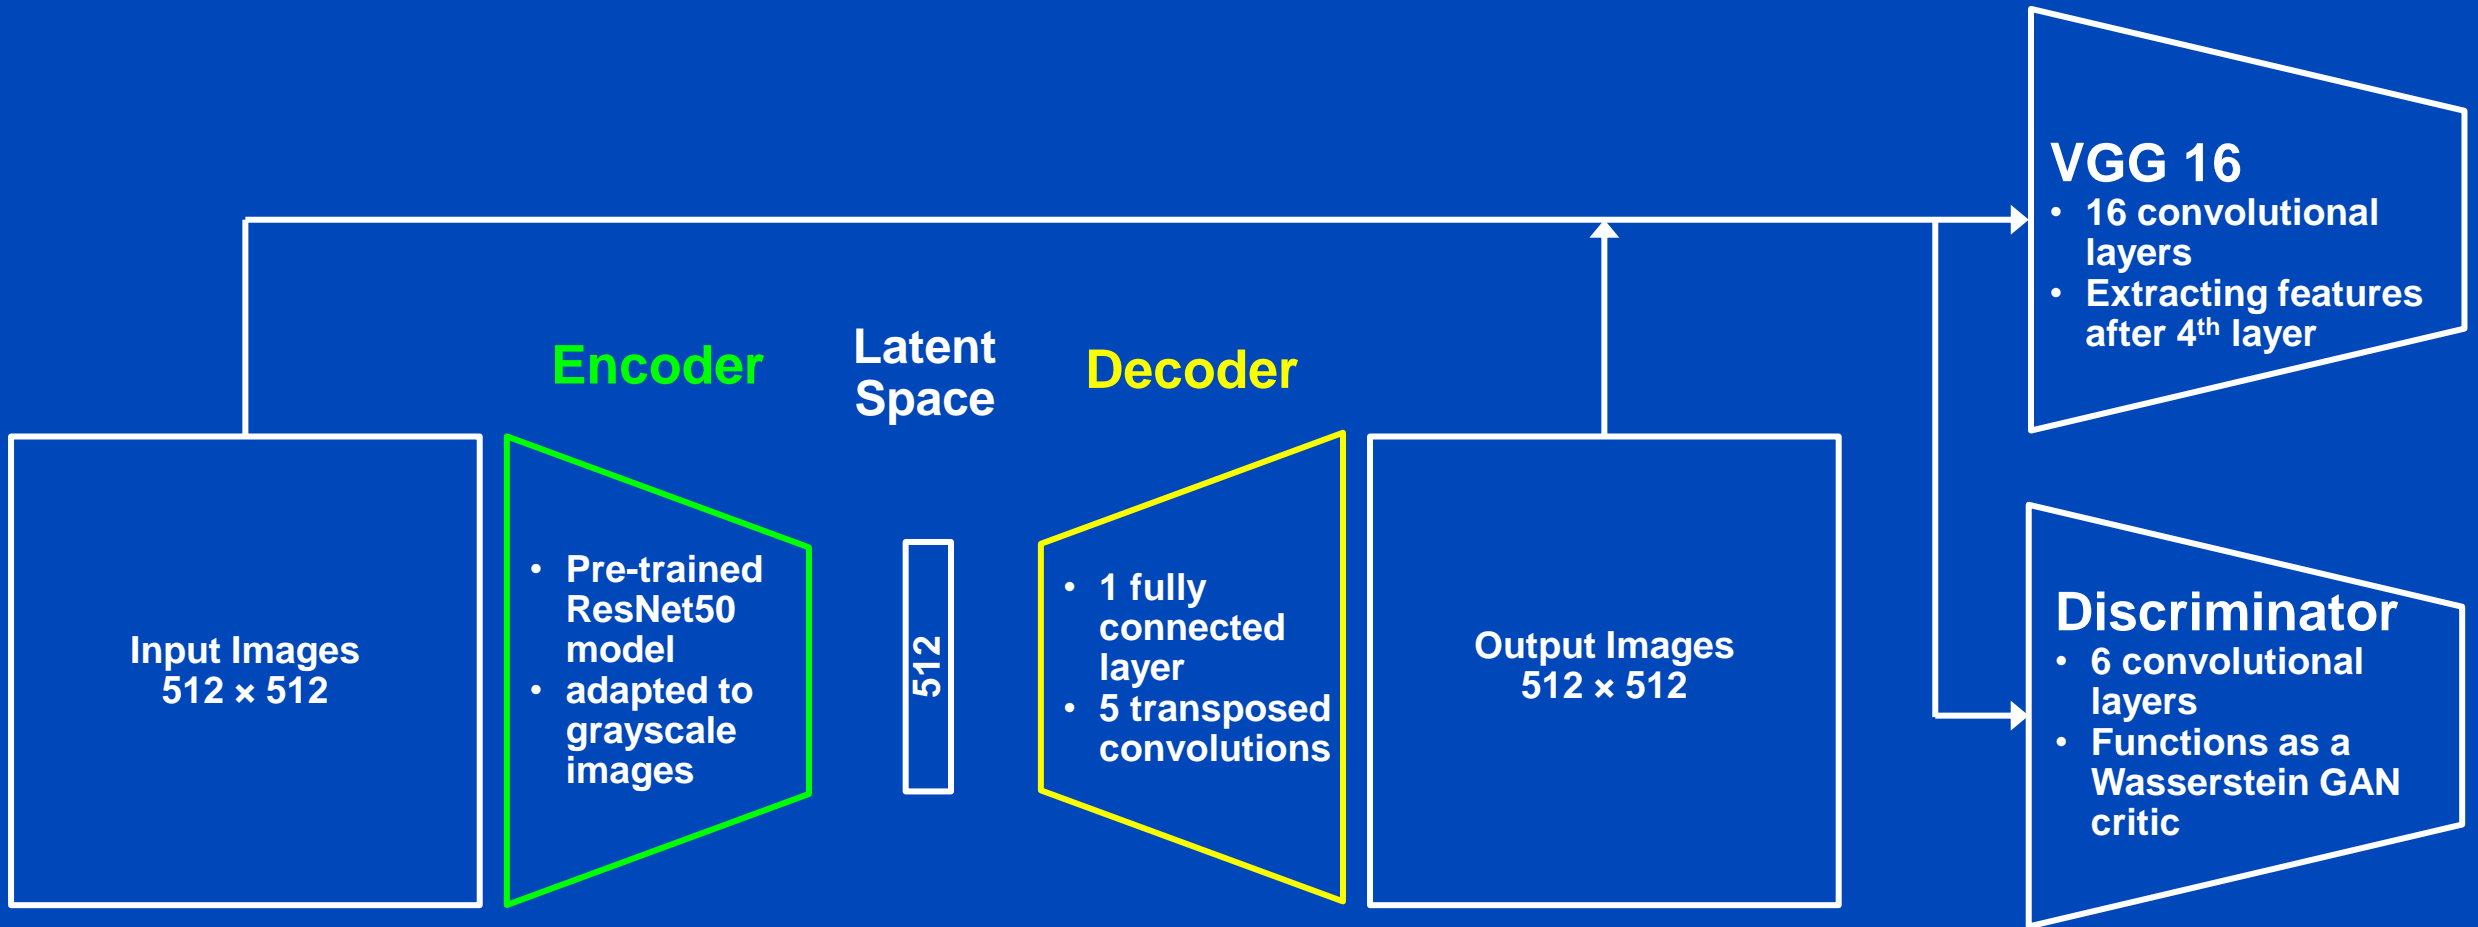 Input Images
512 × 512
Encoder
• Pre-trained
ResNet50
model
• adapted to
grayscale
images
Latent
Space
512
Decoder
• 1 fully
connected
layer
• 5 transposed
convolutions
Output Images
512 × 512
VGG 16
• 16 convolutional
layers
• Extracting features
after 4th layer
Discriminator
• 6 convolutional
layers
• Functions as a
Wasserstein GAN
critic